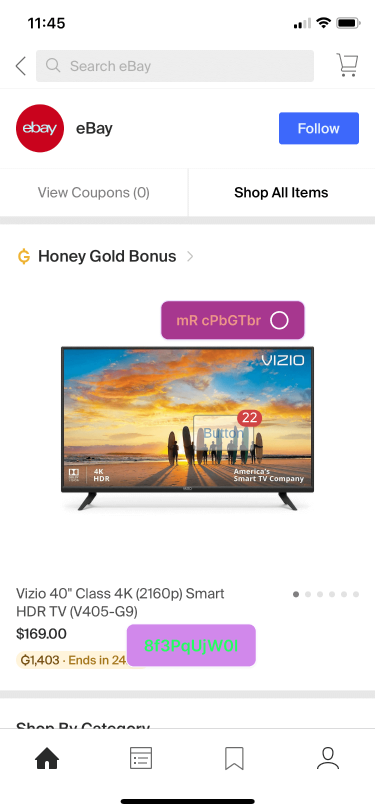 11:45
Search eBay
ebay
eBay
Follow
View Coupons (0)
Shop All Items
Honey Gold Bonus
mR cPbGTbr
VIZIO
22
Button
4K
HDR
America's
Smart TV Company
Vizio 40" Class 4K (2160p) Smart
HDR TV (V405-G9)
$169.00
8f3PqUjW0l
1,403 · Ends in 24
Shop By Category